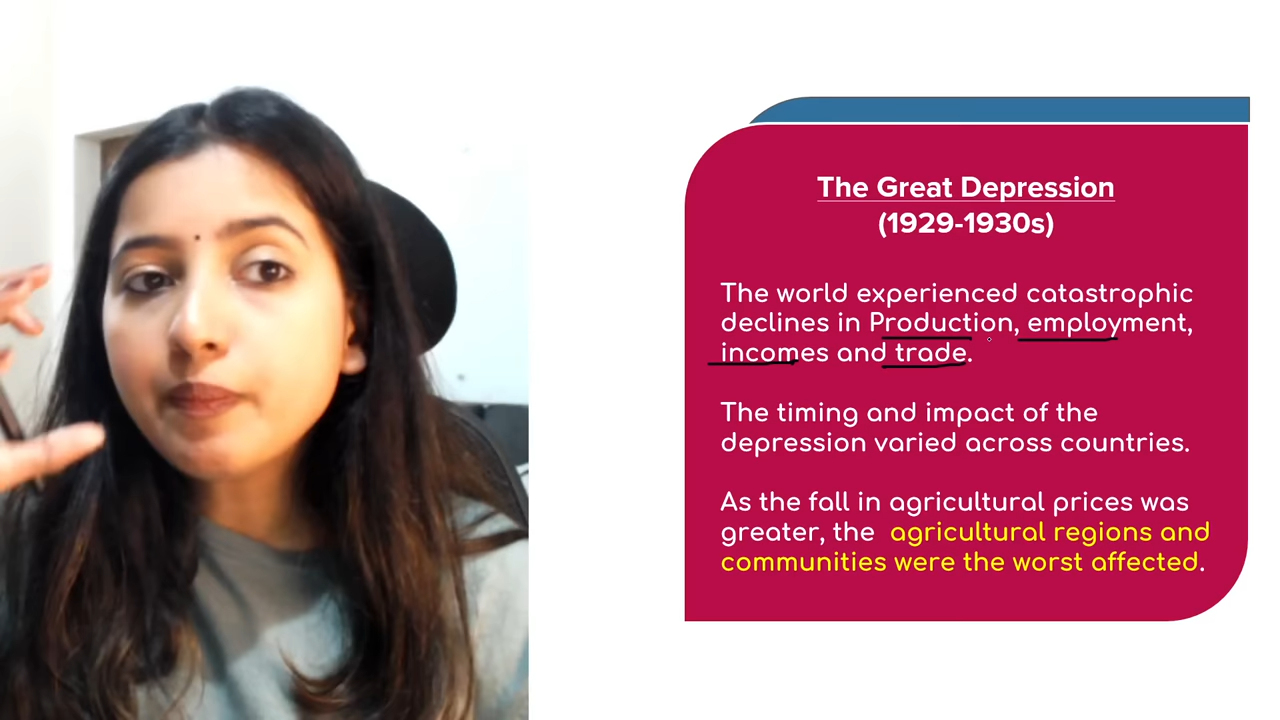 The Great Depression
(1929-1930s)
The world experienced catastrophic
declines in Production, employment,
incomes and trade.
The timing and impact of the
depression varied across countries.
As the fall in agricultural prices was
greater, the agricultural regions and
communities were the worst affected.